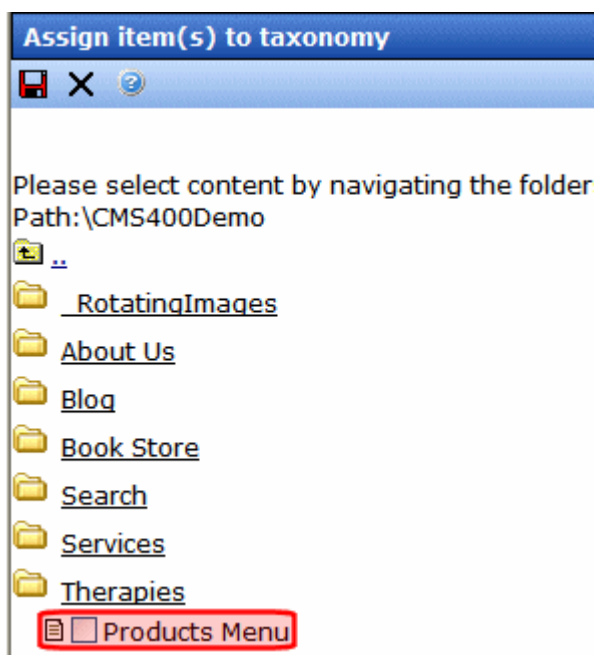 Assign item(s) to taxonomy
Please select content by navigating the folder
Path:\CMS400Demo
..
_RotatingImages
About Us
Blog
Book Store
Search
Services
Therapies
Products Menu